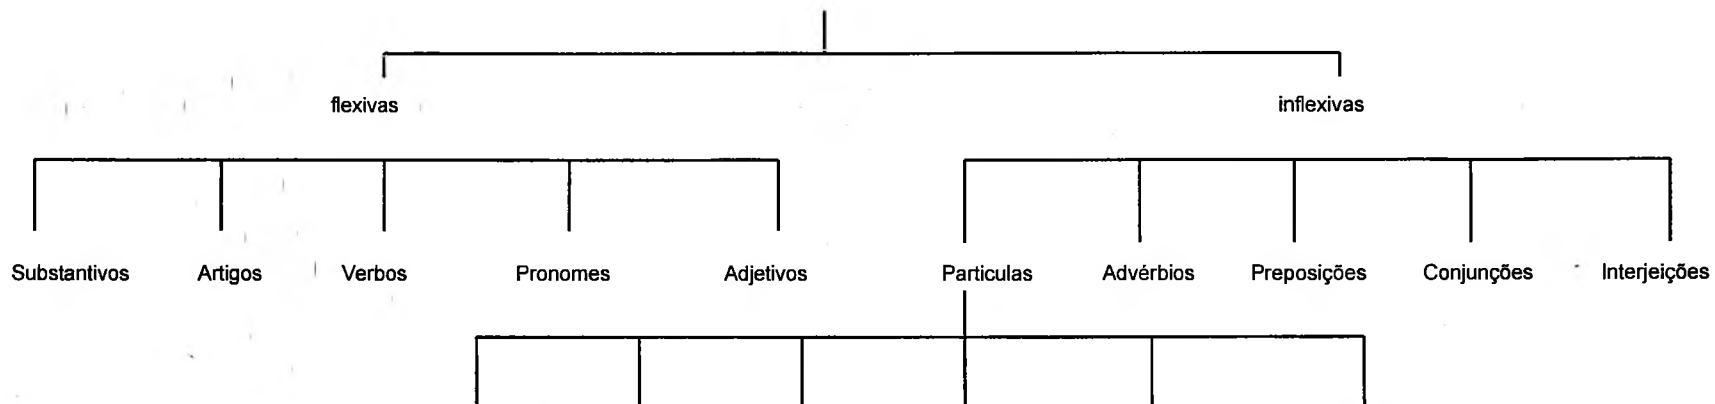 flexivas inflexivas
Substantivos Artigos Verbos Pronomes Adjetivos Particulas Advérbios Preposições Conjunções Interjeições